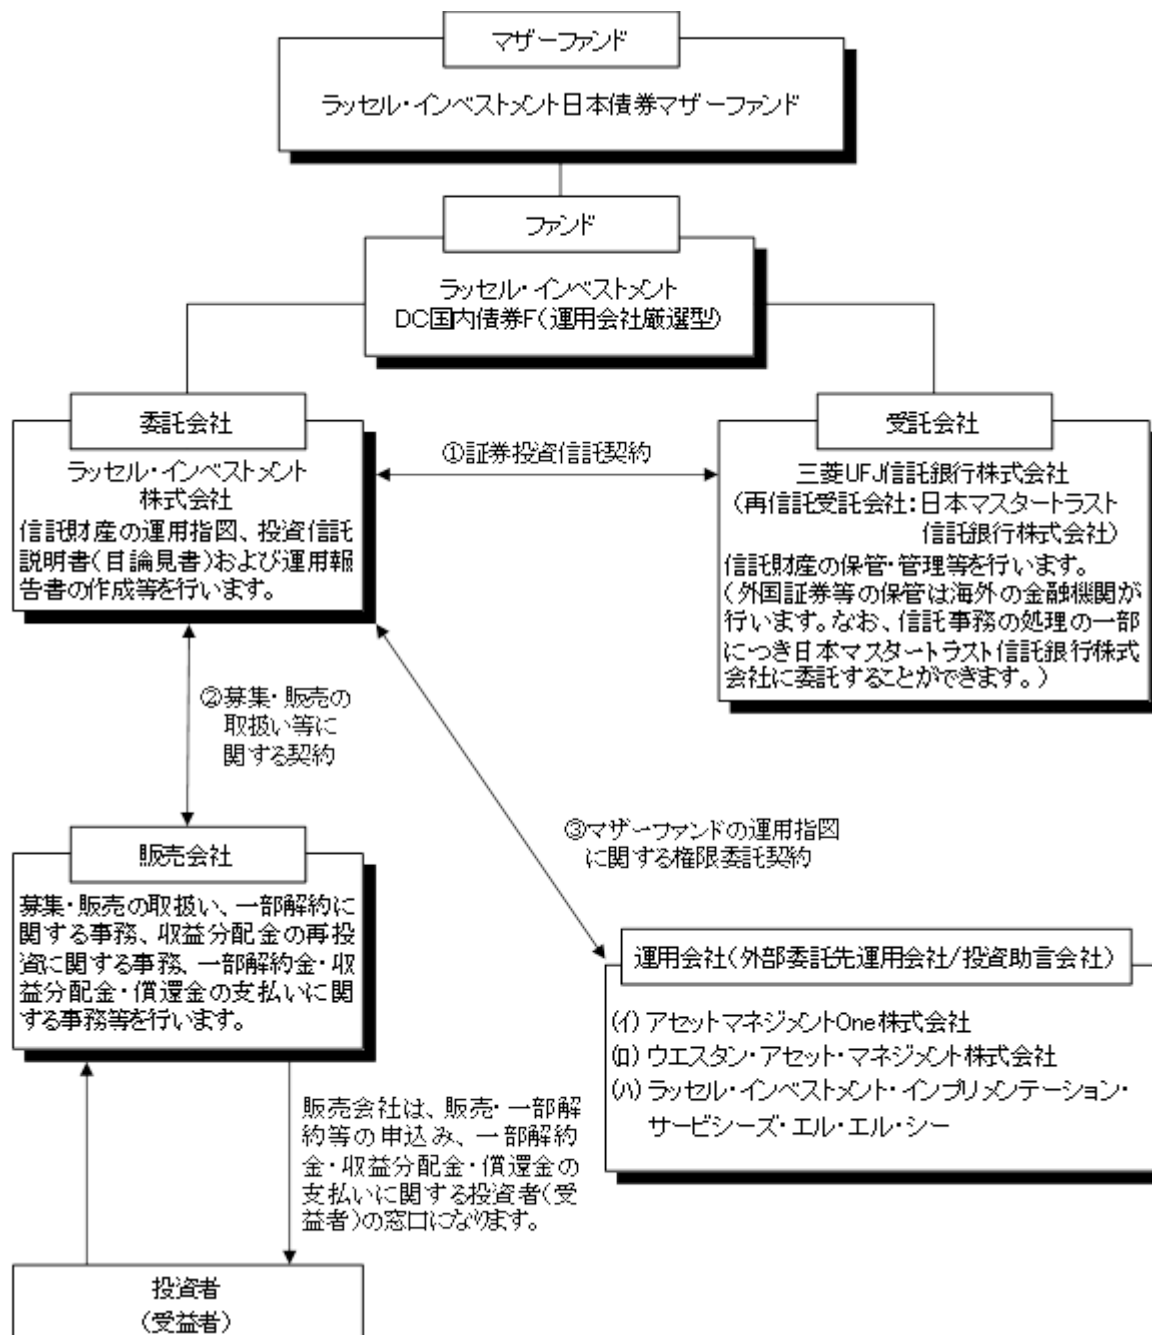 マザーファンド
ラッセル・インベストメント日本債券マザーファンド
ファンド
ラッセル・インベストメント
DC国内債券F(運用会社厳選型)
委託会社
ラッセル・インベストメント
株式会社
信託財産の運用指図、投資信託
説明書(目論見書)および運用報
告書の作成等を行います。
①証券投資信託契約
受託会社
三菱UFJ信託銀行株式会社
(再信託受託会社:日本マスタートラスト
信託銀行株式会社)
信託財産の保管・管理等を行います。
(外国証券等の保管は海外の金融機関が
行います。なお、信託事務の処理の一部
につき日本マスタートラスト信託銀行株式
会社に委託することができます。)
②募集・販売の
取扱い等に
関する契約
③マザーファンドの運用指図
に関する権限委託契約
販売会社
募集・販売の取扱い、一部解約に
関する事務、収益分配金の再投
資に関する事務、一部解約金・収
益分配金・償還金の支払いに関
する事務等を行います。
運用会社(外部委託先運用会社/投資助言会社)
(イ) アセットマネジメントOne株式会社
(ロ) ウエスタン・アセット・マネジメント株式会社
(ハ) ラッセル・インベストメント・インプリメンテーション・
サービシーズ・エル・エル・シー
販売会社は、販売・一部解
約等の申込み、一部解約
金・収益分配金・償還金の
支払いに関する投資者(受
益者)の窓口になります。
投資者
(受益者)